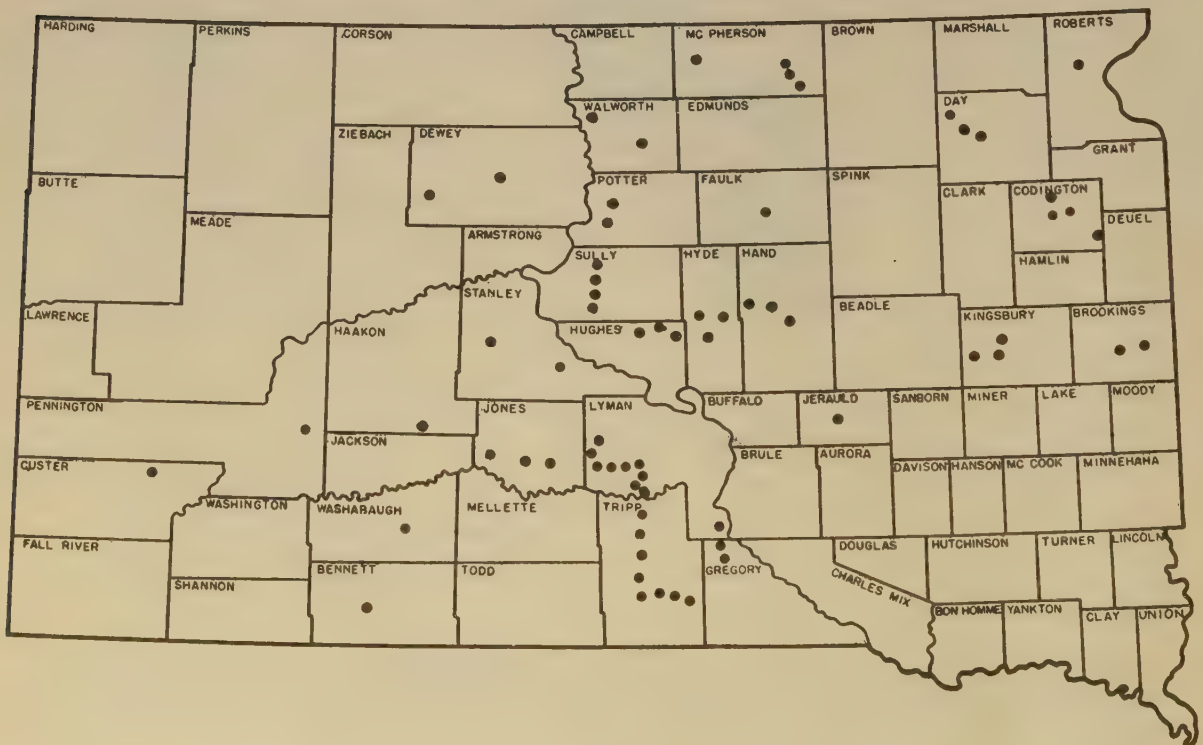 HARDING
PERKINS
CORSON
CAMPBELL
MC PHERSON
BROWN
MARSHALL
ROBERTS
WALWORTH
EDMUNDS
DAY
ZIEBACH
DEWEY
GRANT
BUTTE
POTTER
FAULK
SPINK
CLARK
CODINGTON
MEADE
DEUEL
ARMSTRONG
SULLY
HYDE
HAND
HAMLIN
STANLEY
LAWRENCE
HAAKON
HUGHES
BEADLE
KINGSBURY
BROOKINGS
PENNINGTON
JONES
LYMAN
BUFFALO
JERAULD
SANBORN
MINER
LAKE
MOODY
JACKSON
BRULE
AURORA
CUSTER
DAVISON
HANSON
MC COOK
MINNEHAHA
WASHINGTON
WASHABAUGH
MELLETTE
TRIPP
FALL RIVER
DOUGLAS
HUTCHINSON
TURNER
LINCOLN
SHANNON
BENNETT
TODD
GREGORY
CHARLES MIX
BON HOMME
YANKTON
CLAY
UNION